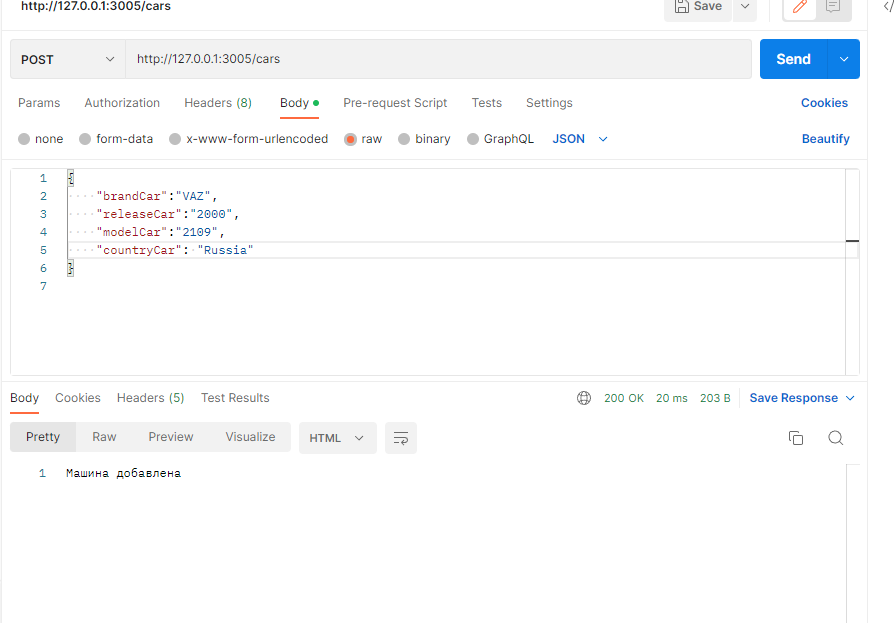 http://127.0.0.1:3005/cars
Save
POST http://127.0.0.1:3005/cars Send
Params Authorization Headers (8) Body Pre-request Script Tests Settings Cookies
none form-data x-www-form-urlencoded raw binary GraphQL JSON Beautify
1 {
2 "brandCar":"VAZ",
3 "releaseCar":"2000",
4 "modelCar":"2109",
5 "countryCar": "Russia"
6 }
7
Body Cookies Headers (5) Test Results 200 OK 20 ms 203 B Save Response
Pretty Raw Preview Visualize HTML
1 Машина добавлена